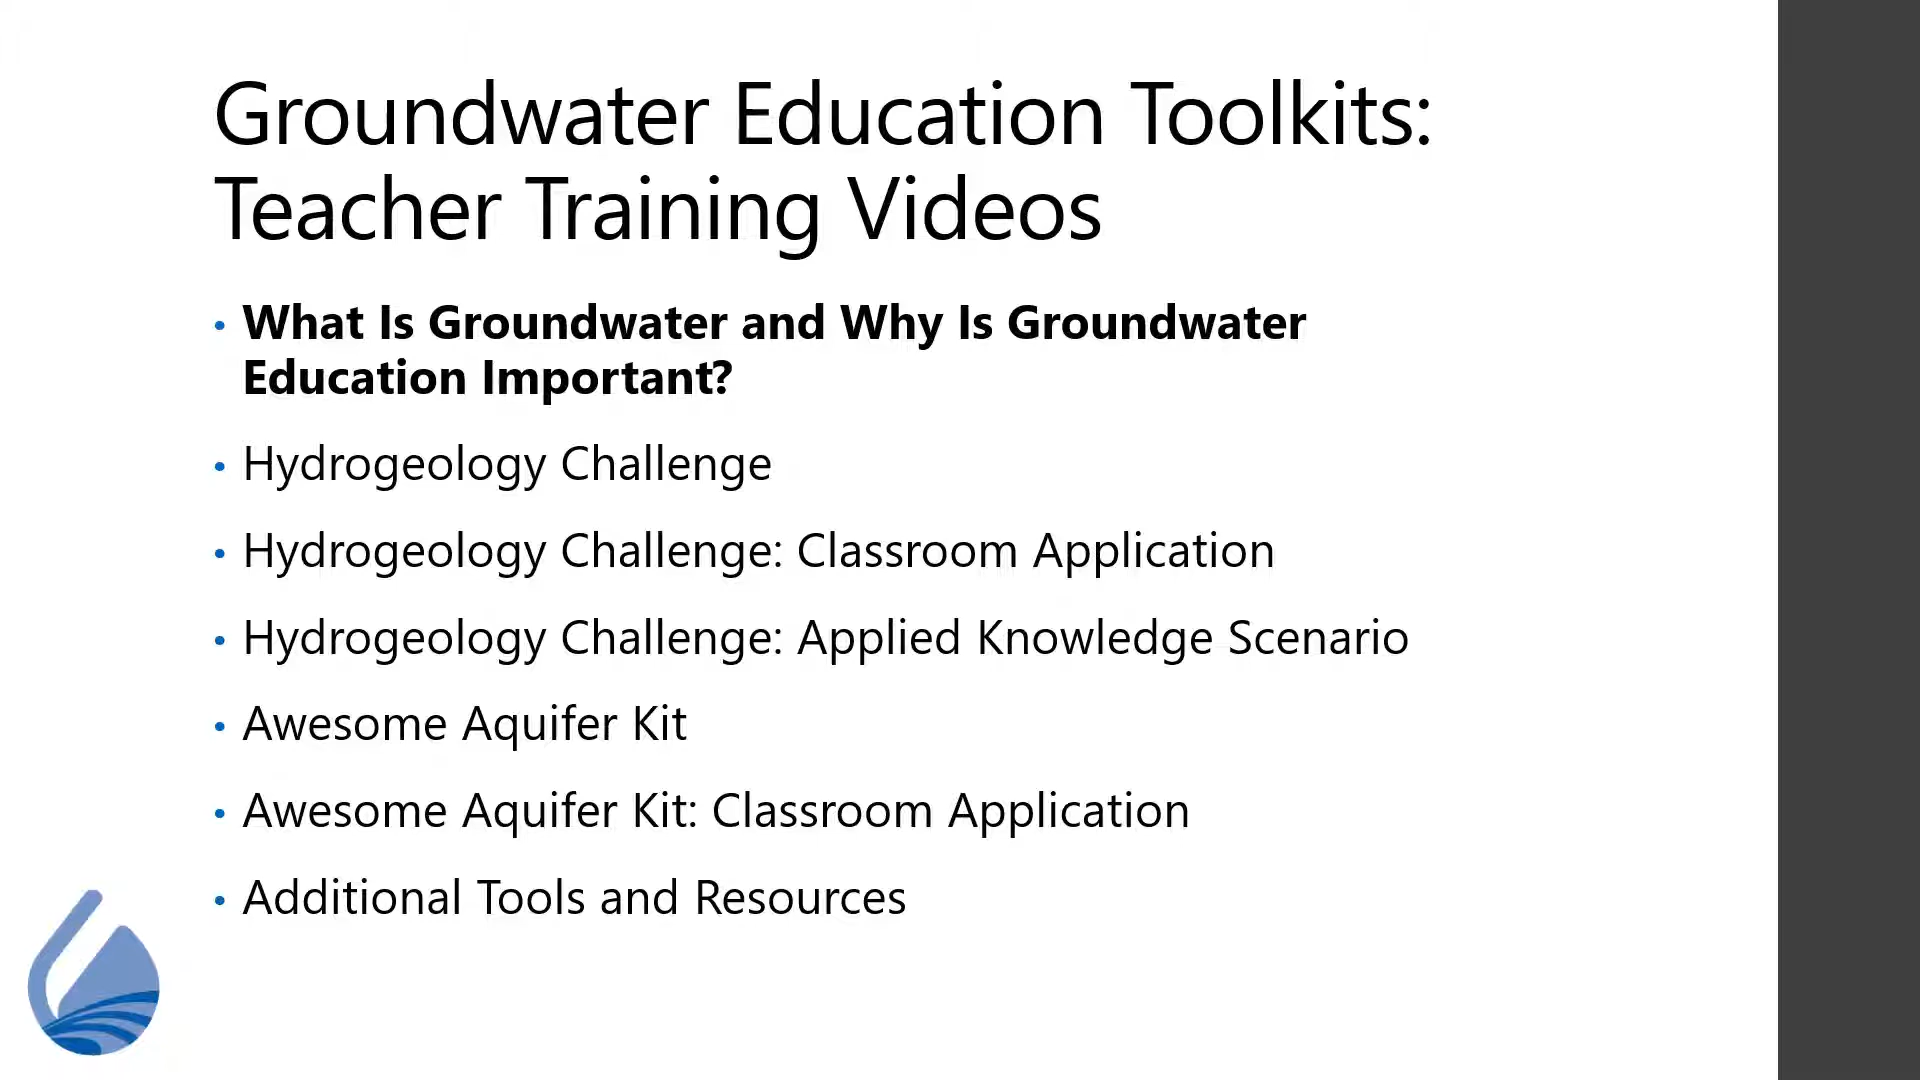 Groundwater Education Toolkits:
Teacher Training Videos
• What Is Groundwater and Why Is Groundwater
Education Important?
• Hydrogeology Challenge
• Hydrogeology Challenge: Classroom Application
• Hydrogeology Challenge: Applied Knowledge Scenario
• Awesome Aquifer Kit
• Awesome Aquifer Kit: Classroom Application
• Additional Tools and Resources